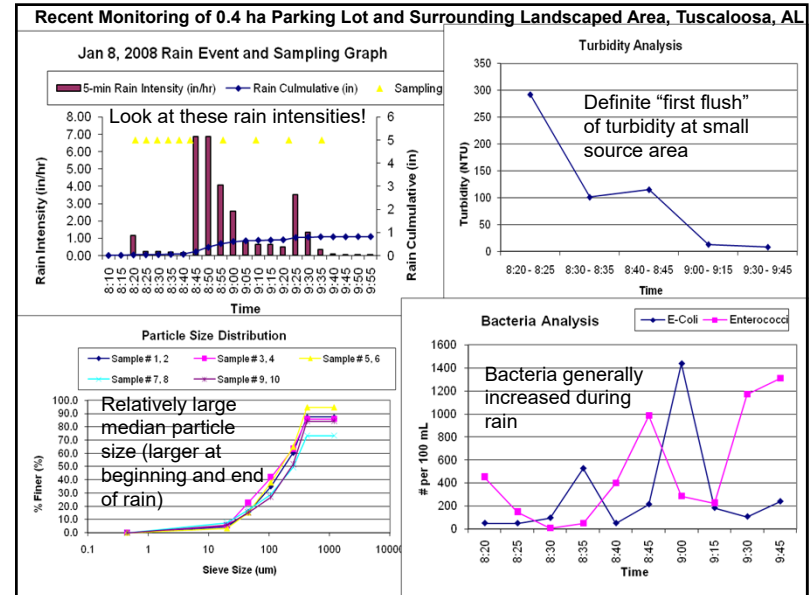 Recent Monitoring of 0.4 ha Parking Lot and Surrounding Landscaped Area, Tuscaloosa, AL
Jan 8, 2008 Rain Event and Sampling Graph
5-min Rain Intensity (in/hr)
Rain Culmulative (in)
Sampling
Look at these rain intensities!
8.00
7.00
6.00
5.00
4.00
3.00
2.00
1.00
0.00
6
5
4
3
2
1
0
Rain Intensity (in/hr)
Rain Culmulative (in)
8:10
8:15
8:20
8:25
8:30
8:35
8:40
8:45
8:50
8:55
9:00
9:05
9:10
9:15
9:20
9:25
9:30
9:35
9:40
9:45
9:50
9:55
Time
Turbidity Analysis
Definite “first flush”
of turbidity at small
source area
350
300
250
200
150
100
50
0
Turbidity (NTU)
8:20 - 8:25
8:30 - 8:35
8:40 - 8:45
9:00 - 9:15
9:30 - 9:45
Time
Particle Size Distribution
Sample # 1, 2
Sample # 3, 4
Sample # 5, 6
Sample # 7, 8
Sample # 9, 10
Relatively large
median particle
size (larger at
beginning and end
of rain)
100.0
90.0
80.0
70.0
60.0
50.0
40.0
30.0
20.0
10.0
0.0
% Finer (%)
0.1
1
10
100
1000
10000
Sieve Size (um)
Bacteria Analysis
E-Coli
Enterococci
Bacteria generally
increased during
rain
1600
1400
1200
1000
800
600
400
200
0
# per 100 mL
8:20
8:25
8:30
8:35
8:40
8:45
9:00
9:15
9:30
9:45
Time